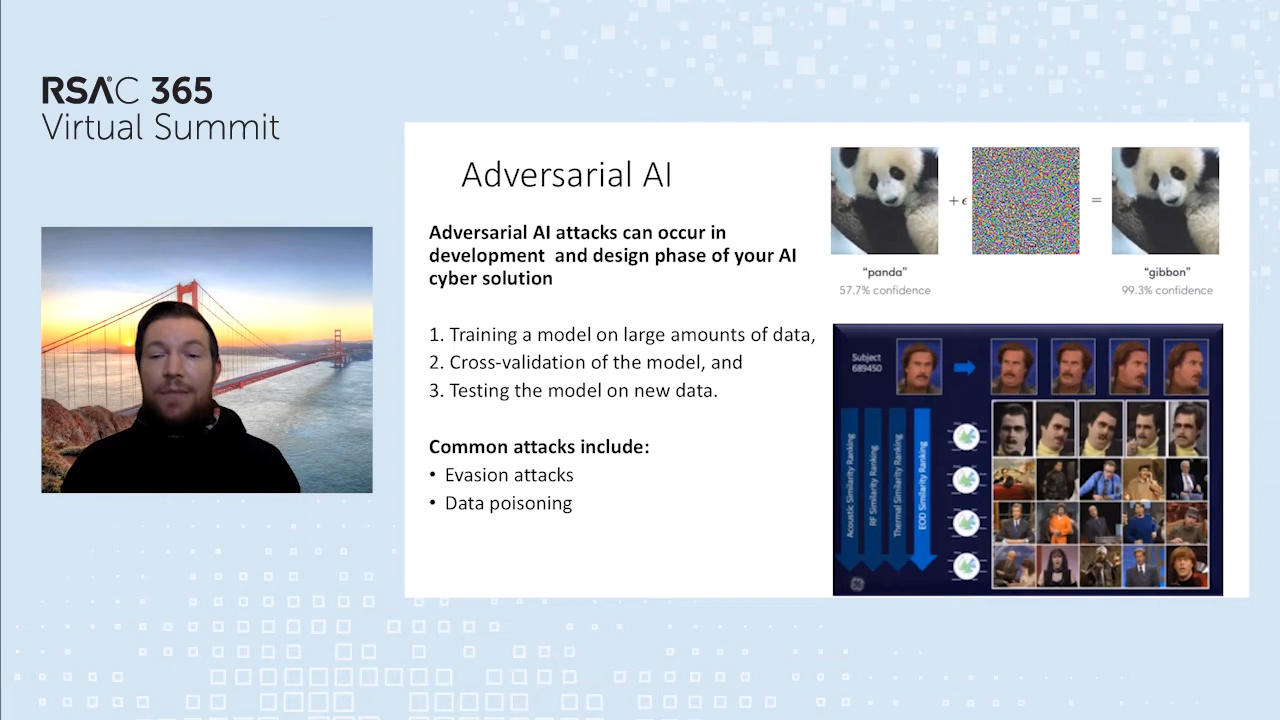 RSAC 365
Virtual Summit
Adversarial AI
Adversarial AI attacks can occur in
development and design phase of your AI
cyber solution
1. Training a model on large amounts of data,
2. Cross-validation of the model, and
3. Testing the model on new data.
Common attacks include:
• Evasion attacks
• Data poisoning
+ ϵ
=
“panda”
57.7% confidence
“gibbon”
99.3% confidence
Subject
689450
Acoustic Similarity Ranking
RF Similarity Ranking
Thermal Similarity Ranking
EOD Similarity Ranking